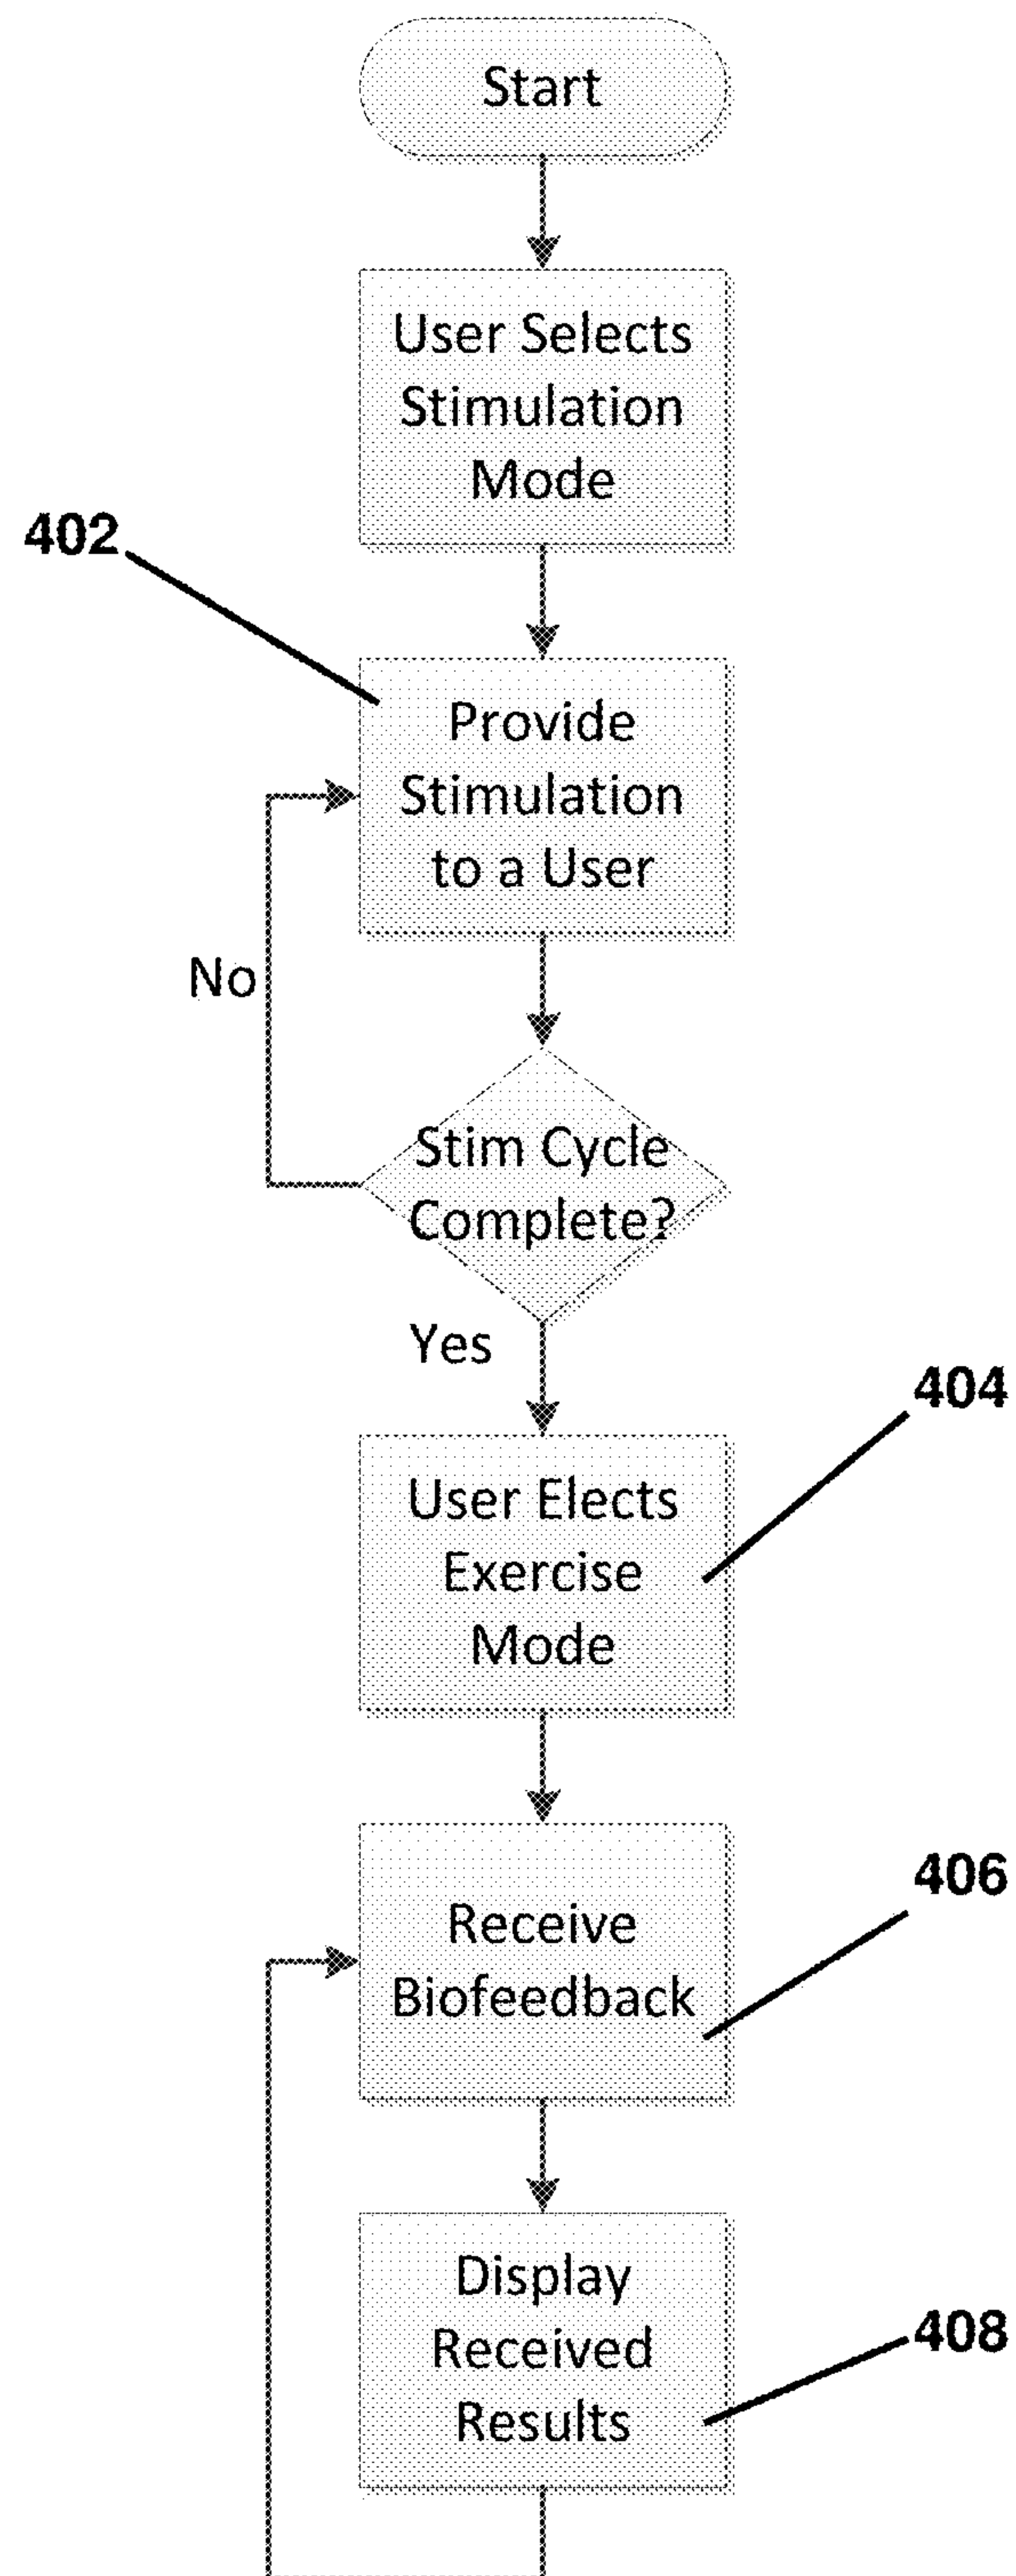 Start
User Selects
Stimulation
Mode
402
Provide
Stimulation
to a User
No
Stim Cycle
Complete?
Yes
404
User Elects
Exercise
Mode
406
Receive
Biofeedback
Display
Received
Results
408